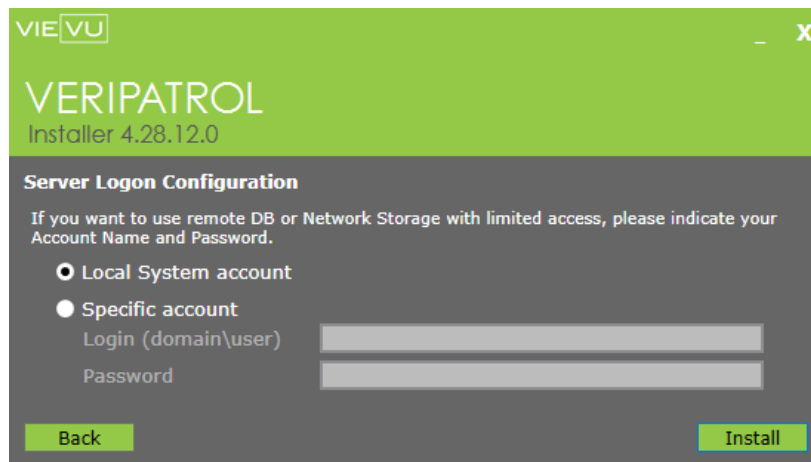 VIEVU
_ X
VERIPATROL
Installer 4.28.12.0
Server Logon Configuration
If you want to use remote DB or Network Storage with limited access, please indicate your
Account Name and Password.
Local System account
Specific account
Login (domain\user)
Password
Back
Install